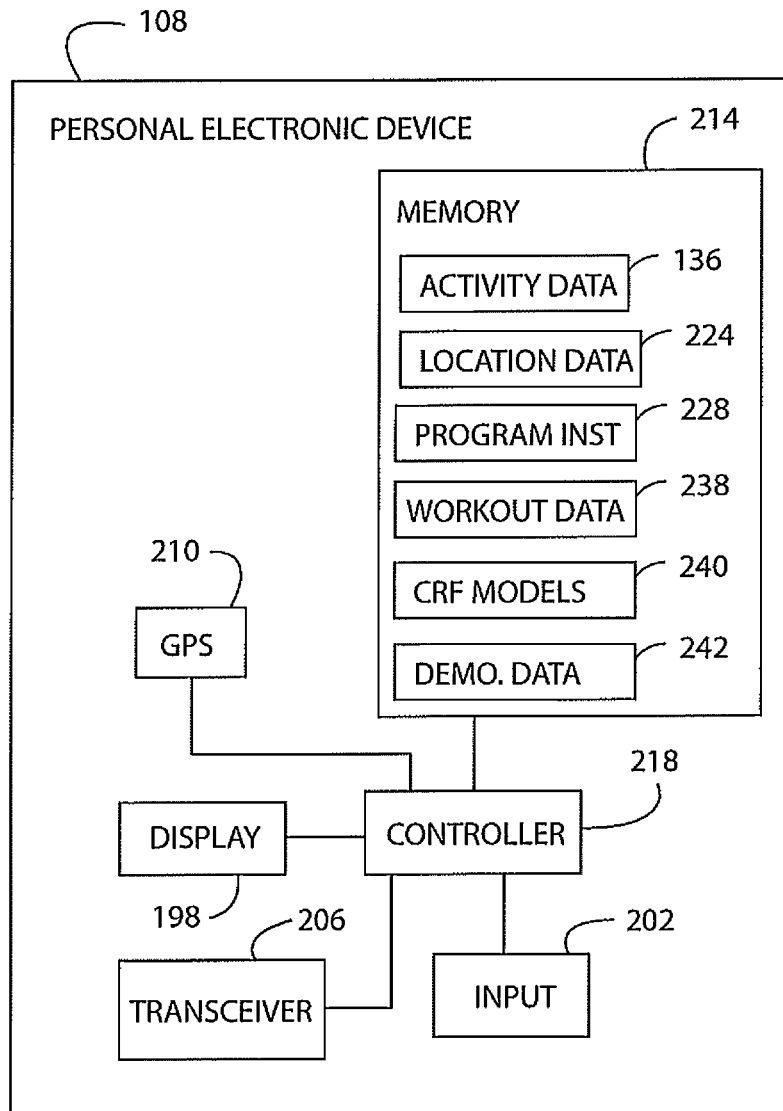 108
PERSONAL ELECTRONIC DEVICE
214
MEMORY
ACTIVITY DATA
136
LOCATION DATA
224
PROGRAM INST
228
WORKOUT DATA
238
CRF MODELS
240
DEMO. DATA
242
210
GPS
218
CONTROLLER
DISPLAY
198
206
TRANSCEIVER
202
INPUT